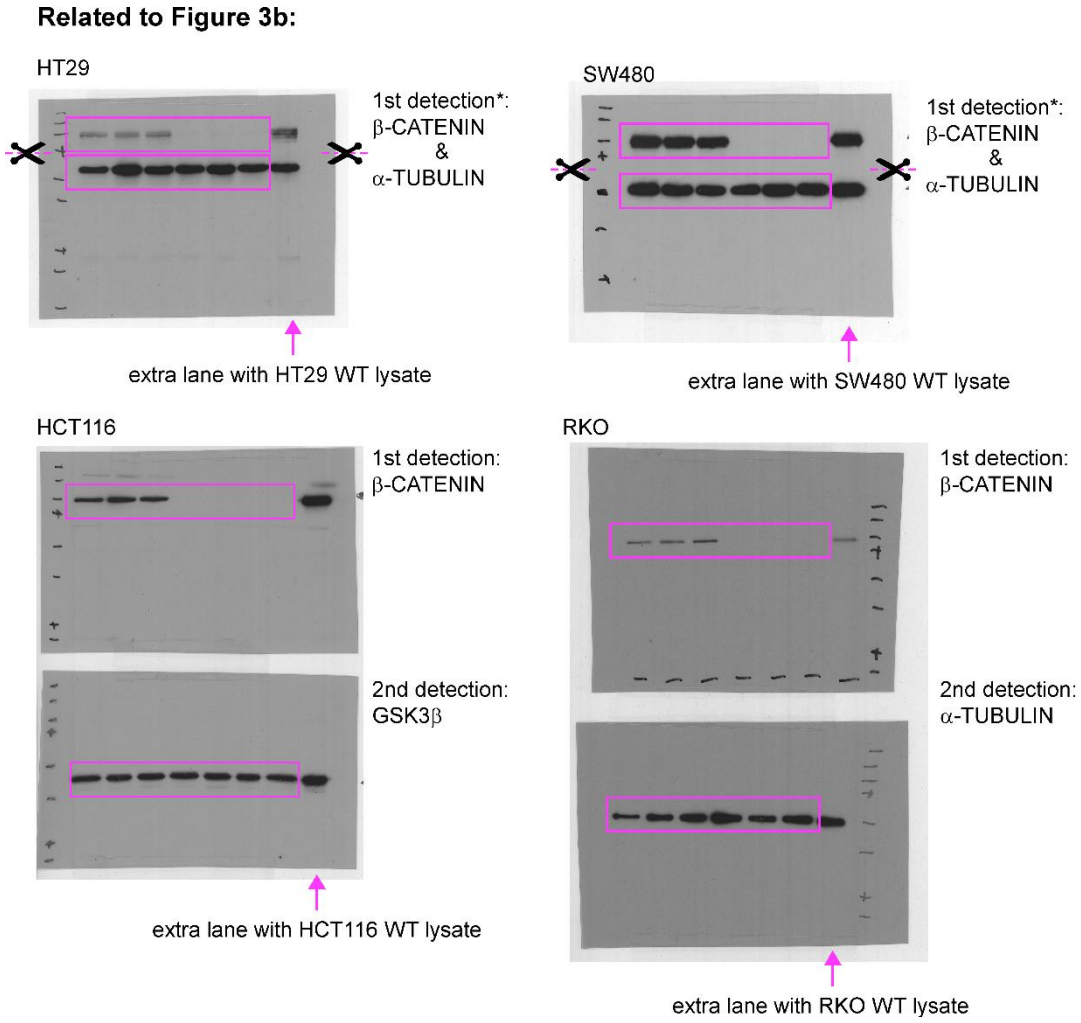 Related to Figure 3b:
HT29
1st detection*:
β-CATENIN
&
α-TUBULIN
extra lane with HT29 WT lysate
SW480
1st detection*:
β-CATENIN
&
α-TUBULIN
extra lane with SW480 WT lysate
HCT116
1st detection:
β-CATENIN
2nd detection:
GSK3β
extra lane with HCT116 WT lysate
RKO
1st detection:
β-CATENIN
2nd detection:
α-TUBULIN
extra lane with RKO WT lysate